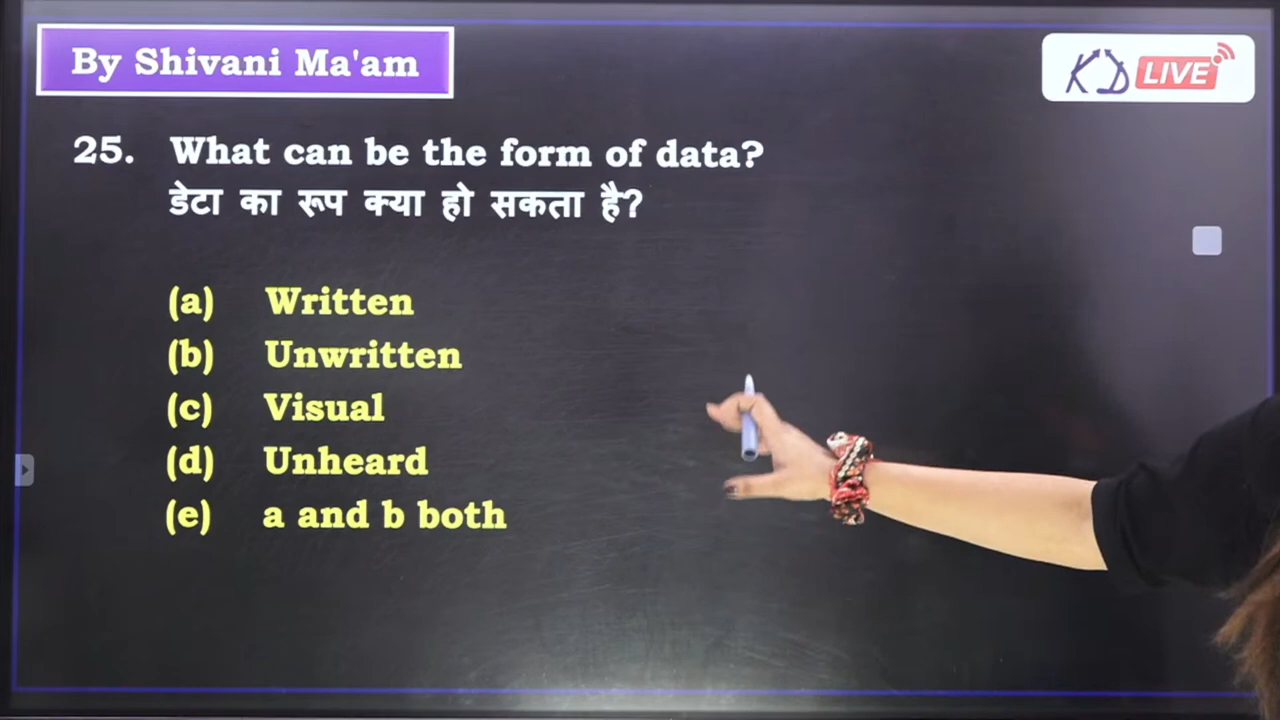 By Shivani Ma'am
KD LIVE
25. What can be the form of data?
डेटा का रूप क्या हो सकता है?
(a) Written
(b) Unwritten
(c) Visual
(d) Unheard
(e) a and b both